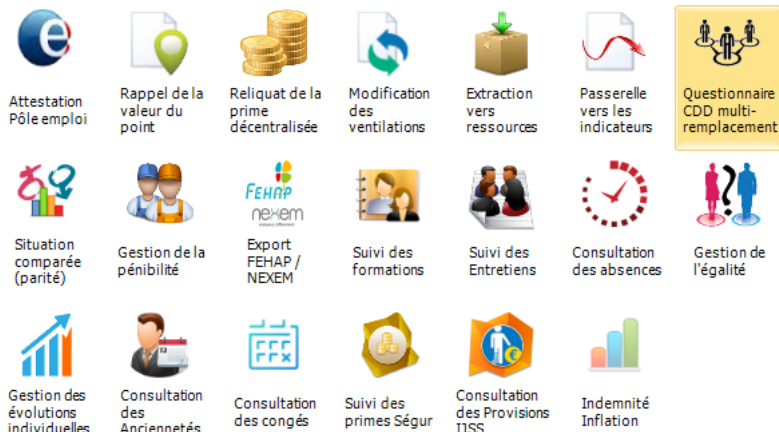 Attestation
Pôle emploi
Rappel de la
valeur du
point
Reliquat de la
prime
décentralisée
Modification
des
ventilations
Extraction
vers
ressources
Passerelle
vers les
indicateurs
Questionnaire
CDD multi-
remplacement
Situation
comparée
(parité)
Gestion de la
pénibilité
FEHAP
nexem
Export
FEHAP /
NEXEM
Suivi des
formations
Suivi des
Entretiens
Consultation
des absences
Gestion de
l'égalité
Gestion des
évolutions
individuelles
12
Consultation
des
Anciennetés
Consultation
des congés
Suivi des
primes Ségur
Consultation
des Provisions
IJSS
Indemnité
Inflation